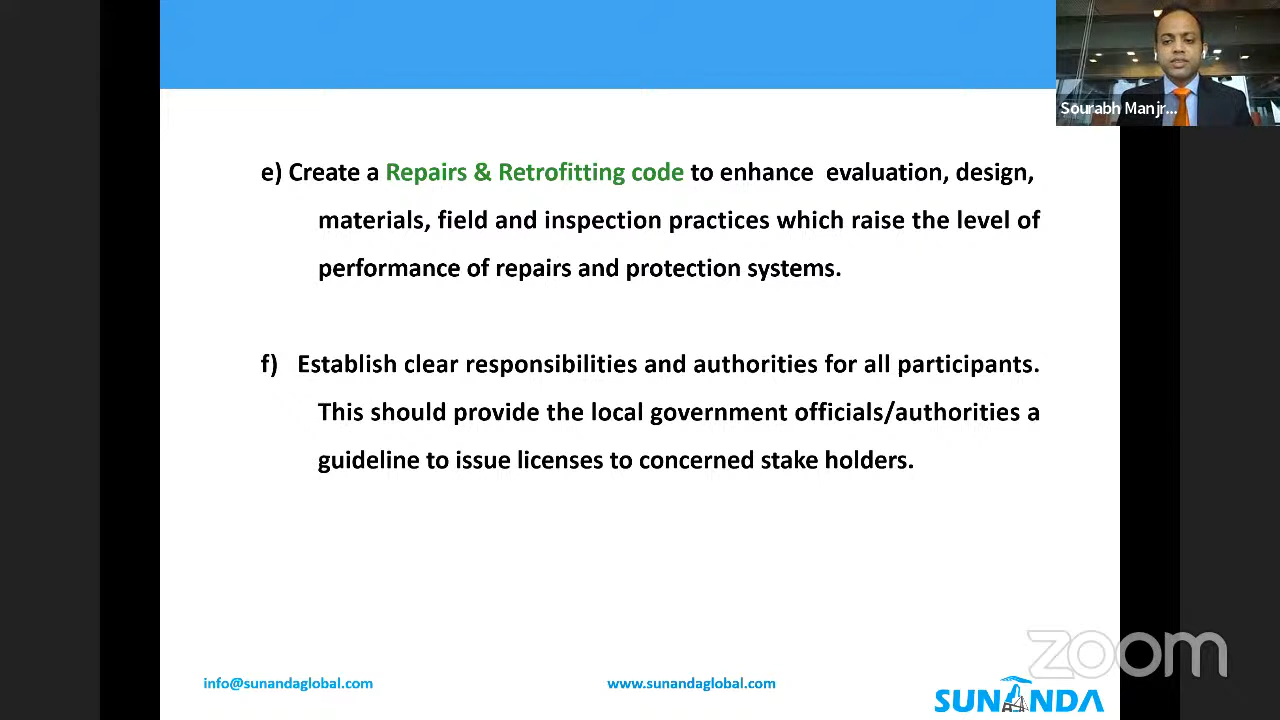 Sourabh Manjr...
e) Create a Repairs & Retrofitting code to enhance evaluation, design,
materials, field and inspection practices which raise the level of
performance of repairs and protection systems.
f) Establish clear responsibilities and authorities for all participants.
This should provide the local government officials/authorities a
guideline to issue licenses to concerned stake holders.
zoom
info@sunandaglobal.com
www.sunandaglobal.com
SUNANDA